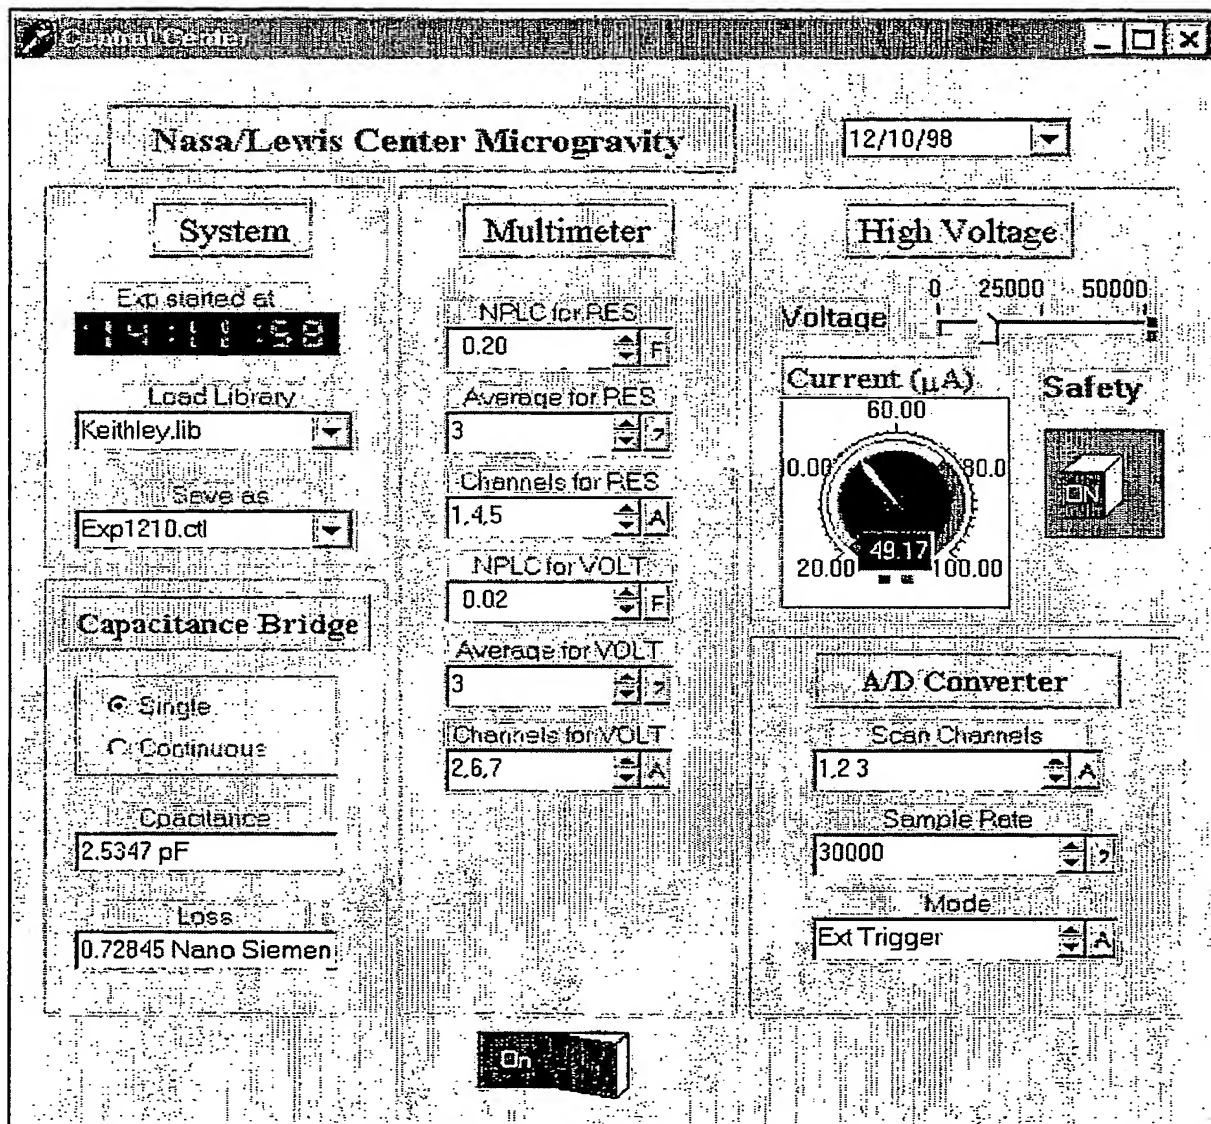 Control Center
Nasa/Lewis Center Microgravity
12/10/98
System
Exp started at
Load Library
Keithley.lib
Save as
Exp1210.ctl
Capacitance Bridge
Single
Continuous
Cpacitance
2.5347 pF
Loss
0.72845 Nano Siemen
Multimeter
NPLC for RES
0.20 F
Average for RES
3
Channels for RES
1,4,5 A
NPLC for VOLT
0.02 F
Average for VOLT
3
Channels for VOLT
2,6,7 A
On
High Voltage
0 25000 50000
Voltage
Current (μA)
Safety
60.00
0.00 80.0
49.17
20.00 100.00
ON
A/D Converter
Scan Channels
1,2 3 A
Sample Rate
30000
Mode
Ext Trigger A